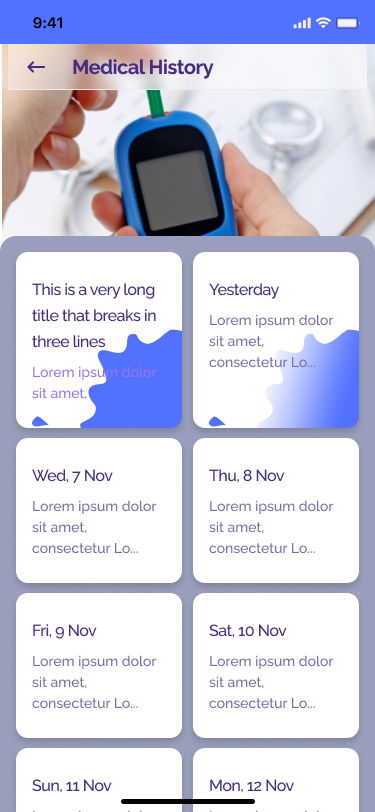 9:41
Medical History
This is a very long
title that breaks in
three lines
Lorem ipsum dolor
sit amet,
Yesterday
Lorem ipsum dolor
sit amet,
consectetur Lo...
Wed, 7 Nov
Lorem ipsum dolor
sit amet,
consectetur Lo...
Thu, 8 Nov
Lorem ipsum dolor
sit amet,
consectetur Lo...
Fri, 9 Nov
Lorem ipsum dolor
sit amet,
consectetur Lo...
Sat, 10 Nov
Lorem ipsum dolor
sit amet,
consectetur Lo...
Sun, 11 Nov
Mon, 12 Nov